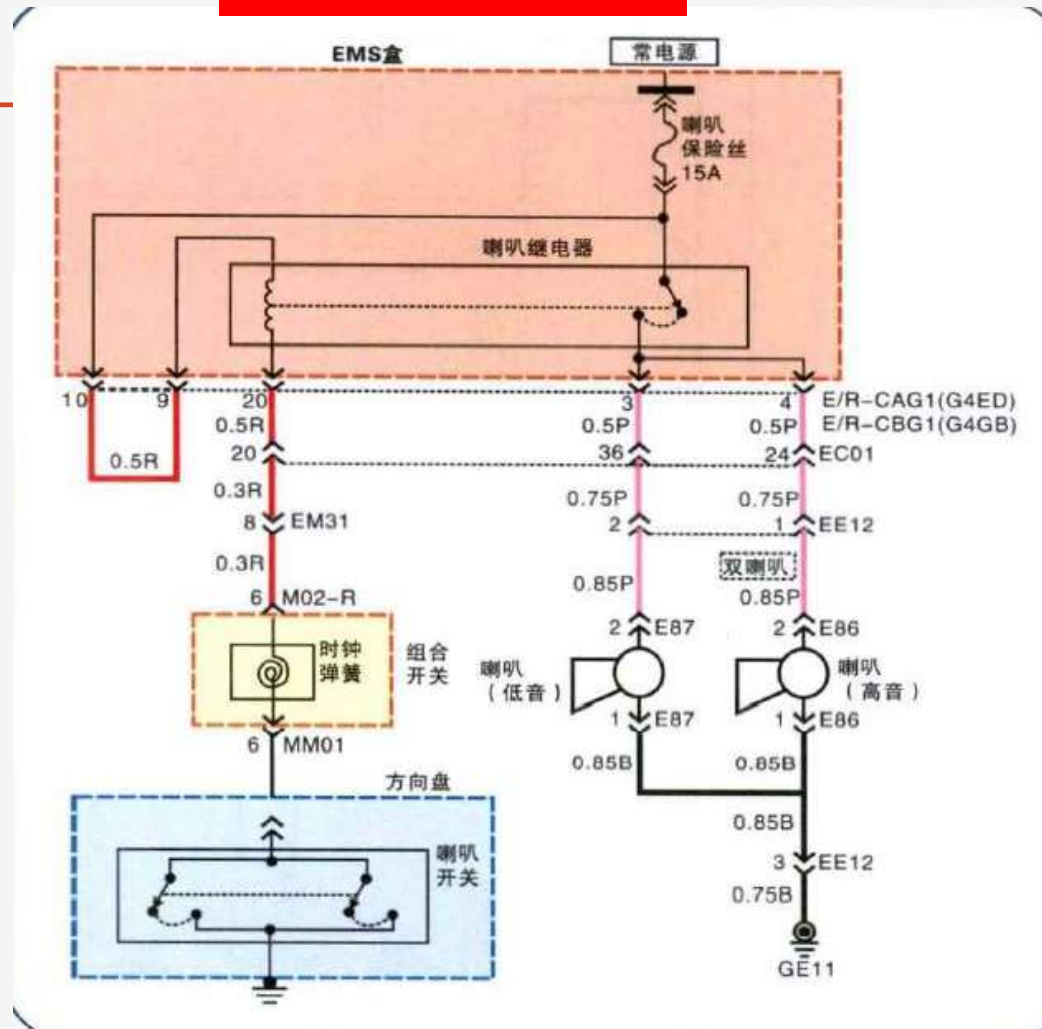 EMS盒
常电源
喇叭
保险丝
15A
喇叭继电器
10
9
20
3
4
E/R-CAG1(G4ED)
0.5R
0.5P
0.5P
E/R-CBG1(G4GB)
0.5R
20
36
24
EC01
0.3R
0.75P
0.75P
8
EM31
2
1
EE12
0.3R
0.85P
双喇叭
0.85P
6
M02-R
2
E87
2
E86
时钟
弹簧
组合
开关
喇叭
(低音)
喇叭
(高音)
1
E87
1
E86
6
MM01
0.85B
0.85B
方向盘
0.85B
喇叭
开关
3
EE12
0.75B
GE11